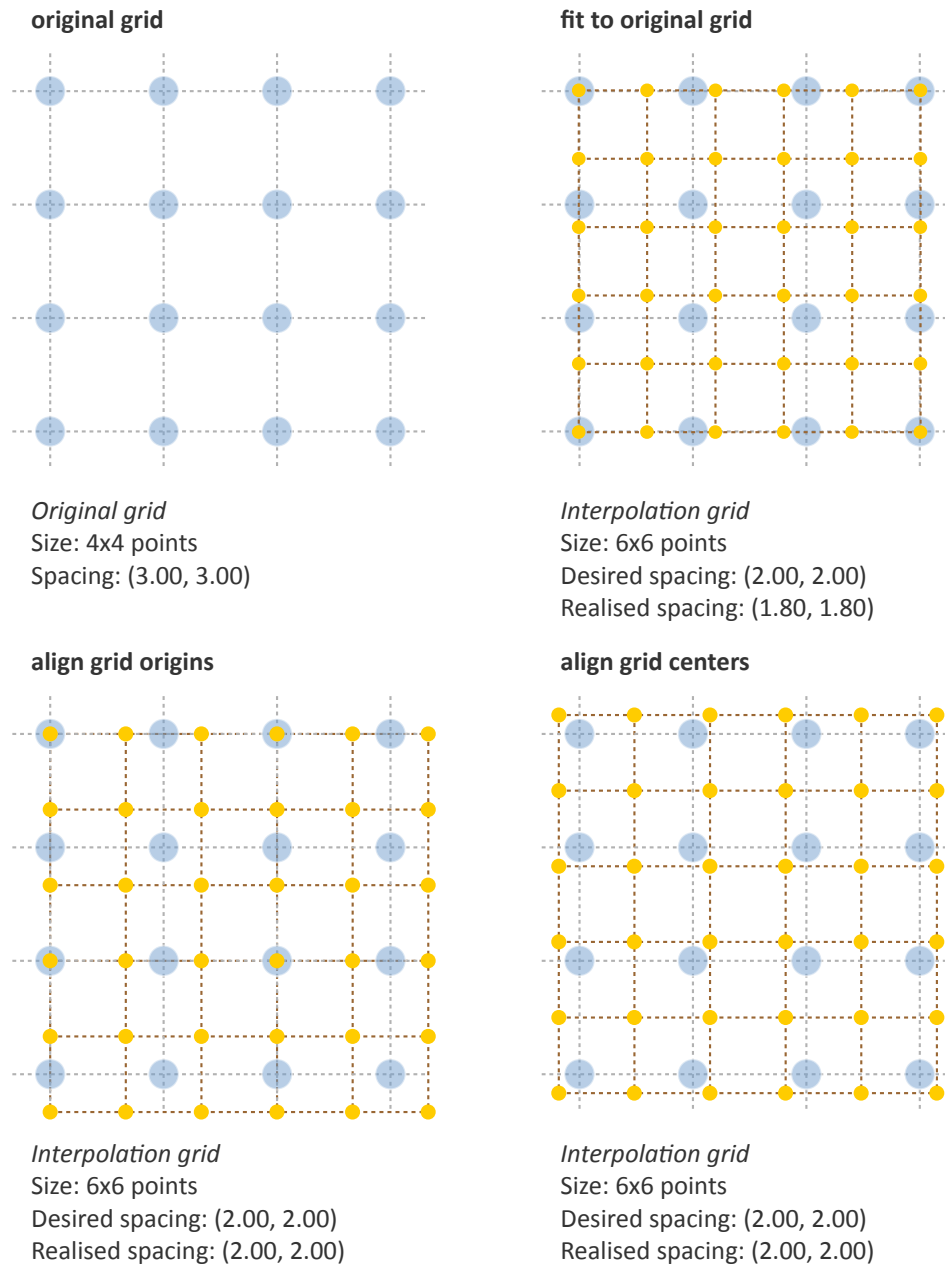 original grid
Original grid
Size: 4x4 points
Spacing: (3.00, 3.00)
fit to original grid
Interpolation grid
Size: 6x6 points
Desired spacing: (2.00, 2.00)
Realised spacing: (1.80, 1.80)
align grid origins
Interpolation grid
Size: 6x6 points
Desired spacing: (2.00, 2.00)
Realised spacing: (2.00, 2.00)
align grid centers
Interpolation grid
Size: 6x6 points
Desired spacing: (2.00, 2.00)
Realised spacing: (2.00, 2.00)